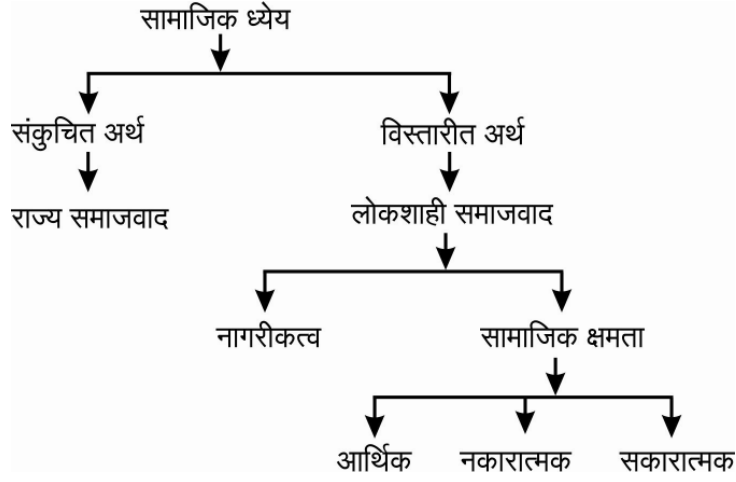 सामाजिक ध्येय
संकुचित अर्थ विस्तारीत अर्थ
राज्य समाजवाद लोकशाही समाजवाद
नागरीकत्व सामाजिक क्षमता
आर्थिक नकारात्मक सकारात्मक